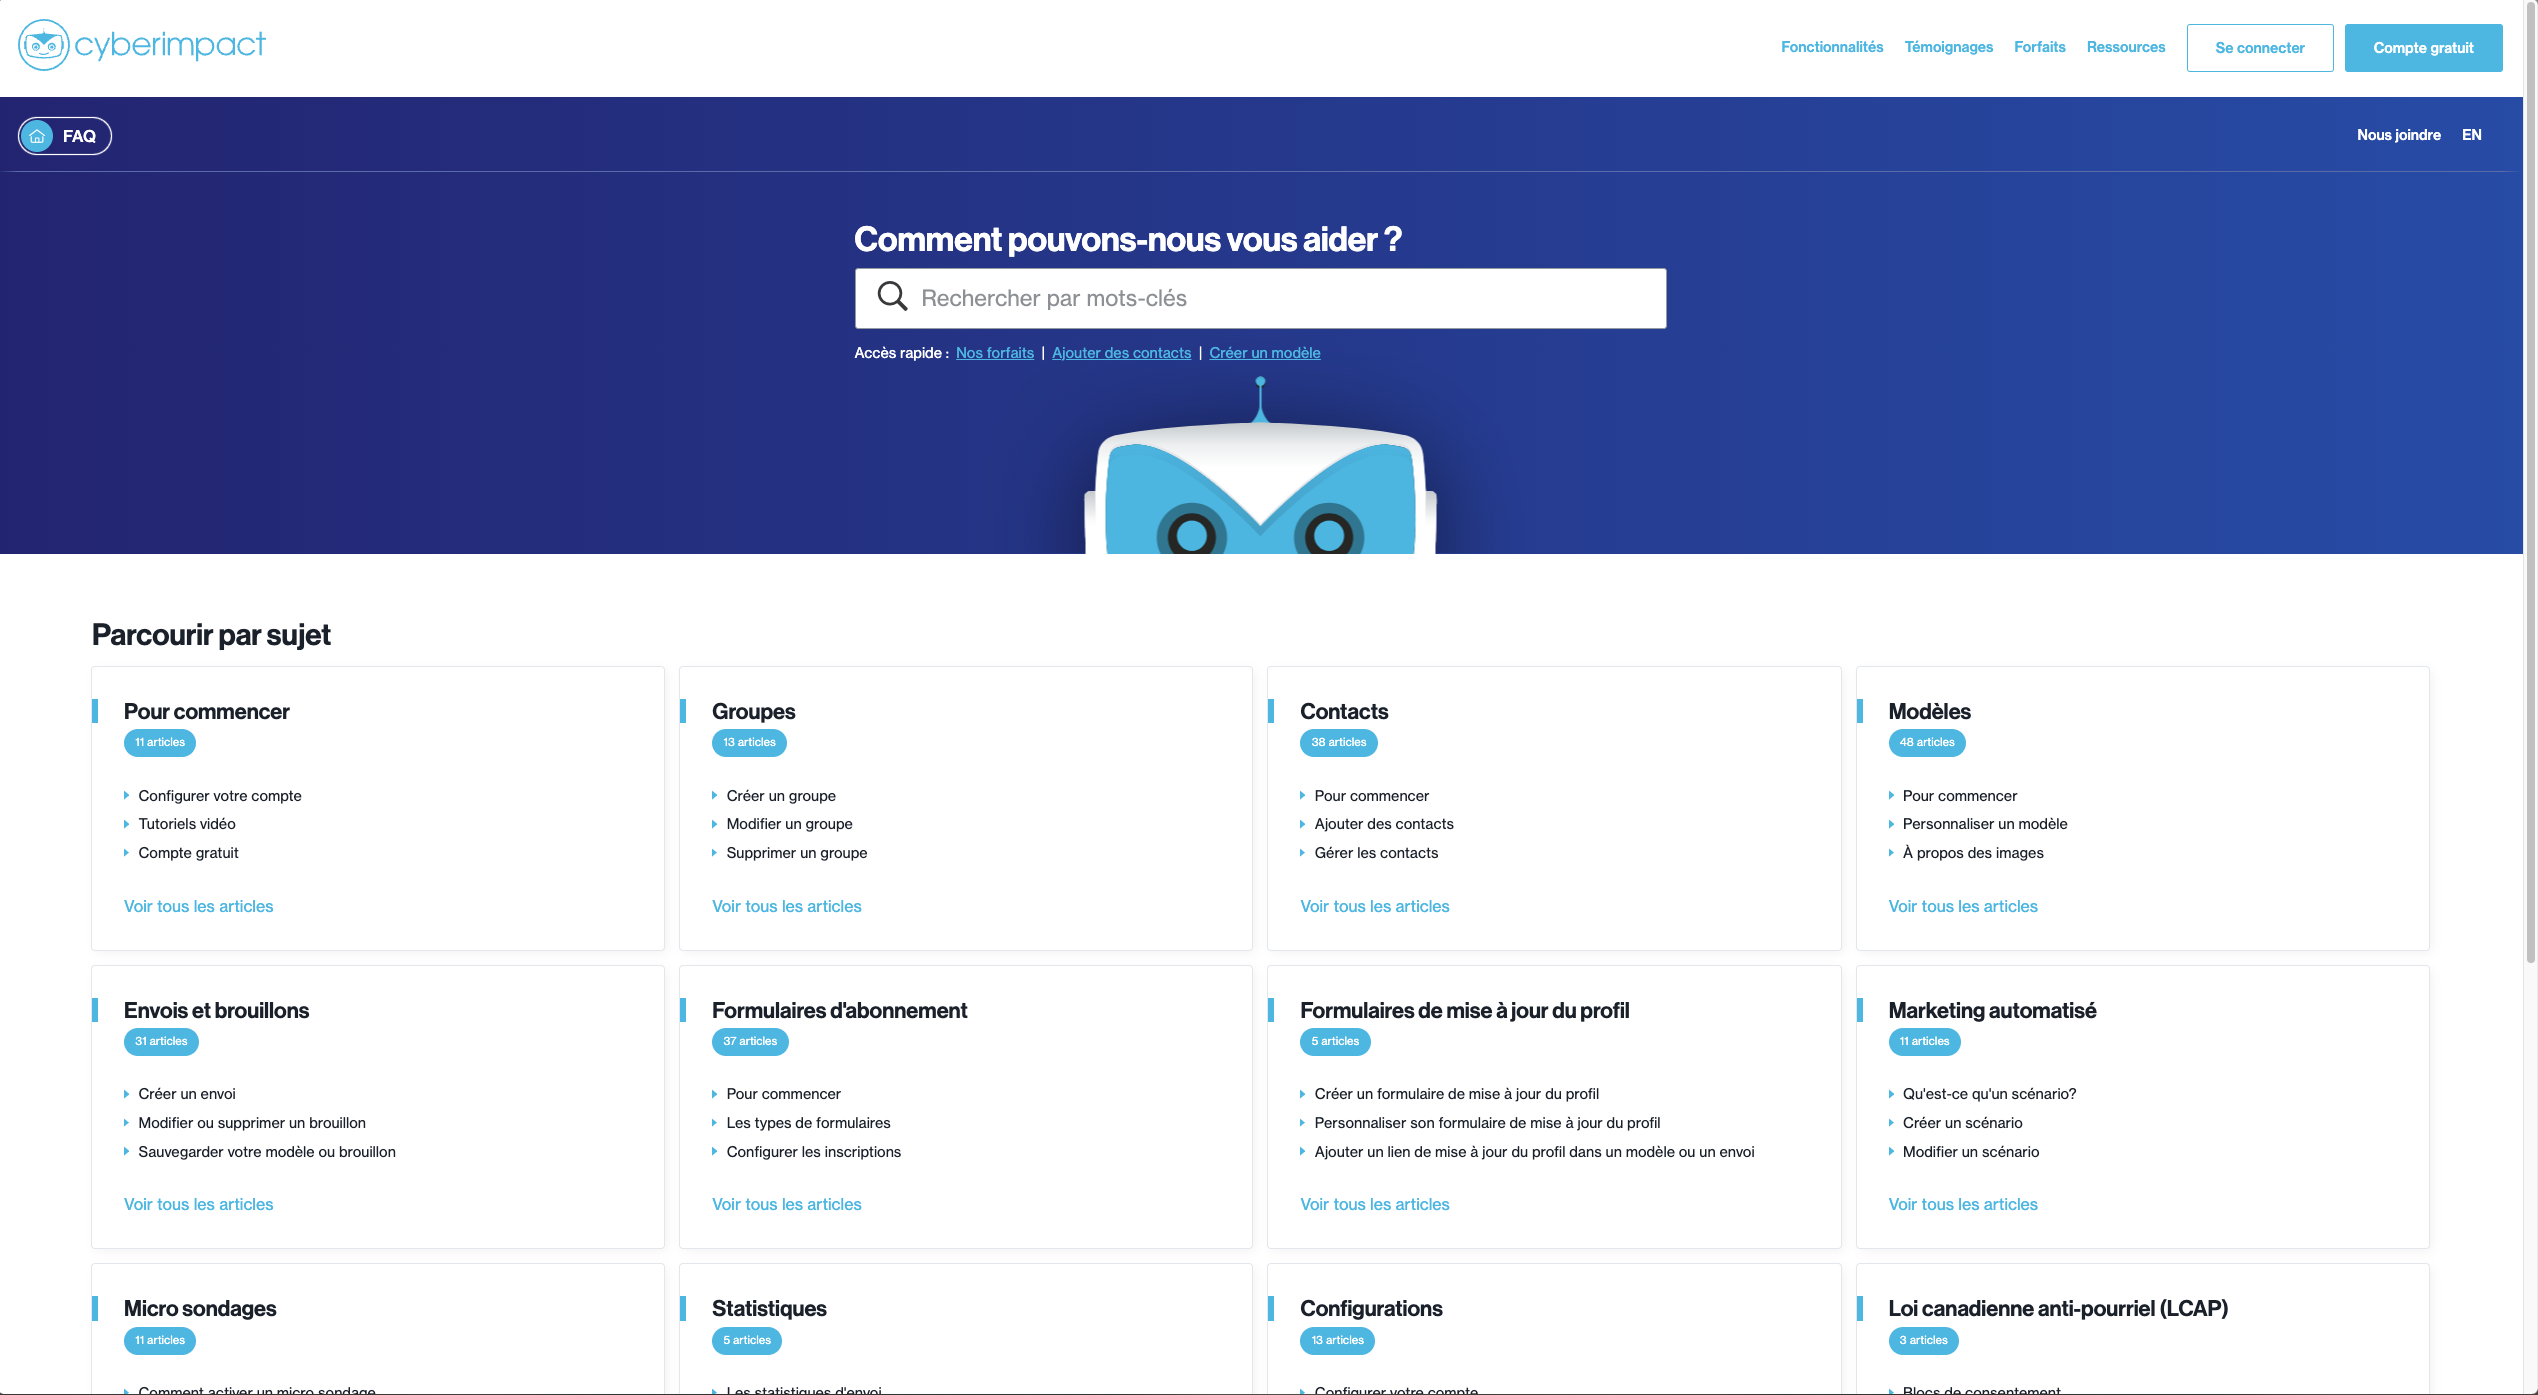 cyberimpact
Fonctionnalités Témoignages Forfaits Ressources Se connecter Compte gratuit
FAQ
Nous joindre EN
Comment pouvons-nous vous aider ?
Rechercher par mots-clés
Accès rapide : Nos forfaits | Ajouter des contacts | Créer un modèle
Parcourir par sujet
Pour commencer
11 articles
Configurer votre compte
Tutoriels vidéo
Compte gratuit
Voir tous les articles
Groupes
13 articles
Créer un groupe
Modifier un groupe
Supprimer un groupe
Voir tous les articles
Contacts
38 articles
Pour commencer
Ajouter des contacts
Gérer les contacts
Voir tous les articles
Modèles
48 articles
Pour commencer
Personnaliser un modèle
À propos des images
Voir tous les articles
Envois et brouillons
31 articles
Créer un envoi
Modifier ou supprimer un brouillon
Sauvegarder votre modèle ou brouillon
Voir tous les articles
Formulaires d'abonnement
37 articles
Pour commencer
Les types de formulaires
Configurer les inscriptions
Voir tous les articles
Formulaires de mise à jour du profil
5 articles
Créer un formulaire de mise à jour du profil
Personnaliser son formulaire de mise à jour du profil
Ajouter un lien de mise à jour du profil dans un modèle ou un envoi
Voir tous les articles
Marketing automatisé
11 articles
Qu'est-ce qu'un scénario?
Créer un scénario
Modifier un scénario
Voir tous les articles
Micro sondages
11 articles
Comment activer un micro sondage
Statistiques
5 articles
Les statistiques d'envoi
Configurations
13 articles
Configurer votre compte
Loi canadienne anti-pourriel (LCAP)
3 articles
Blocs de consentement